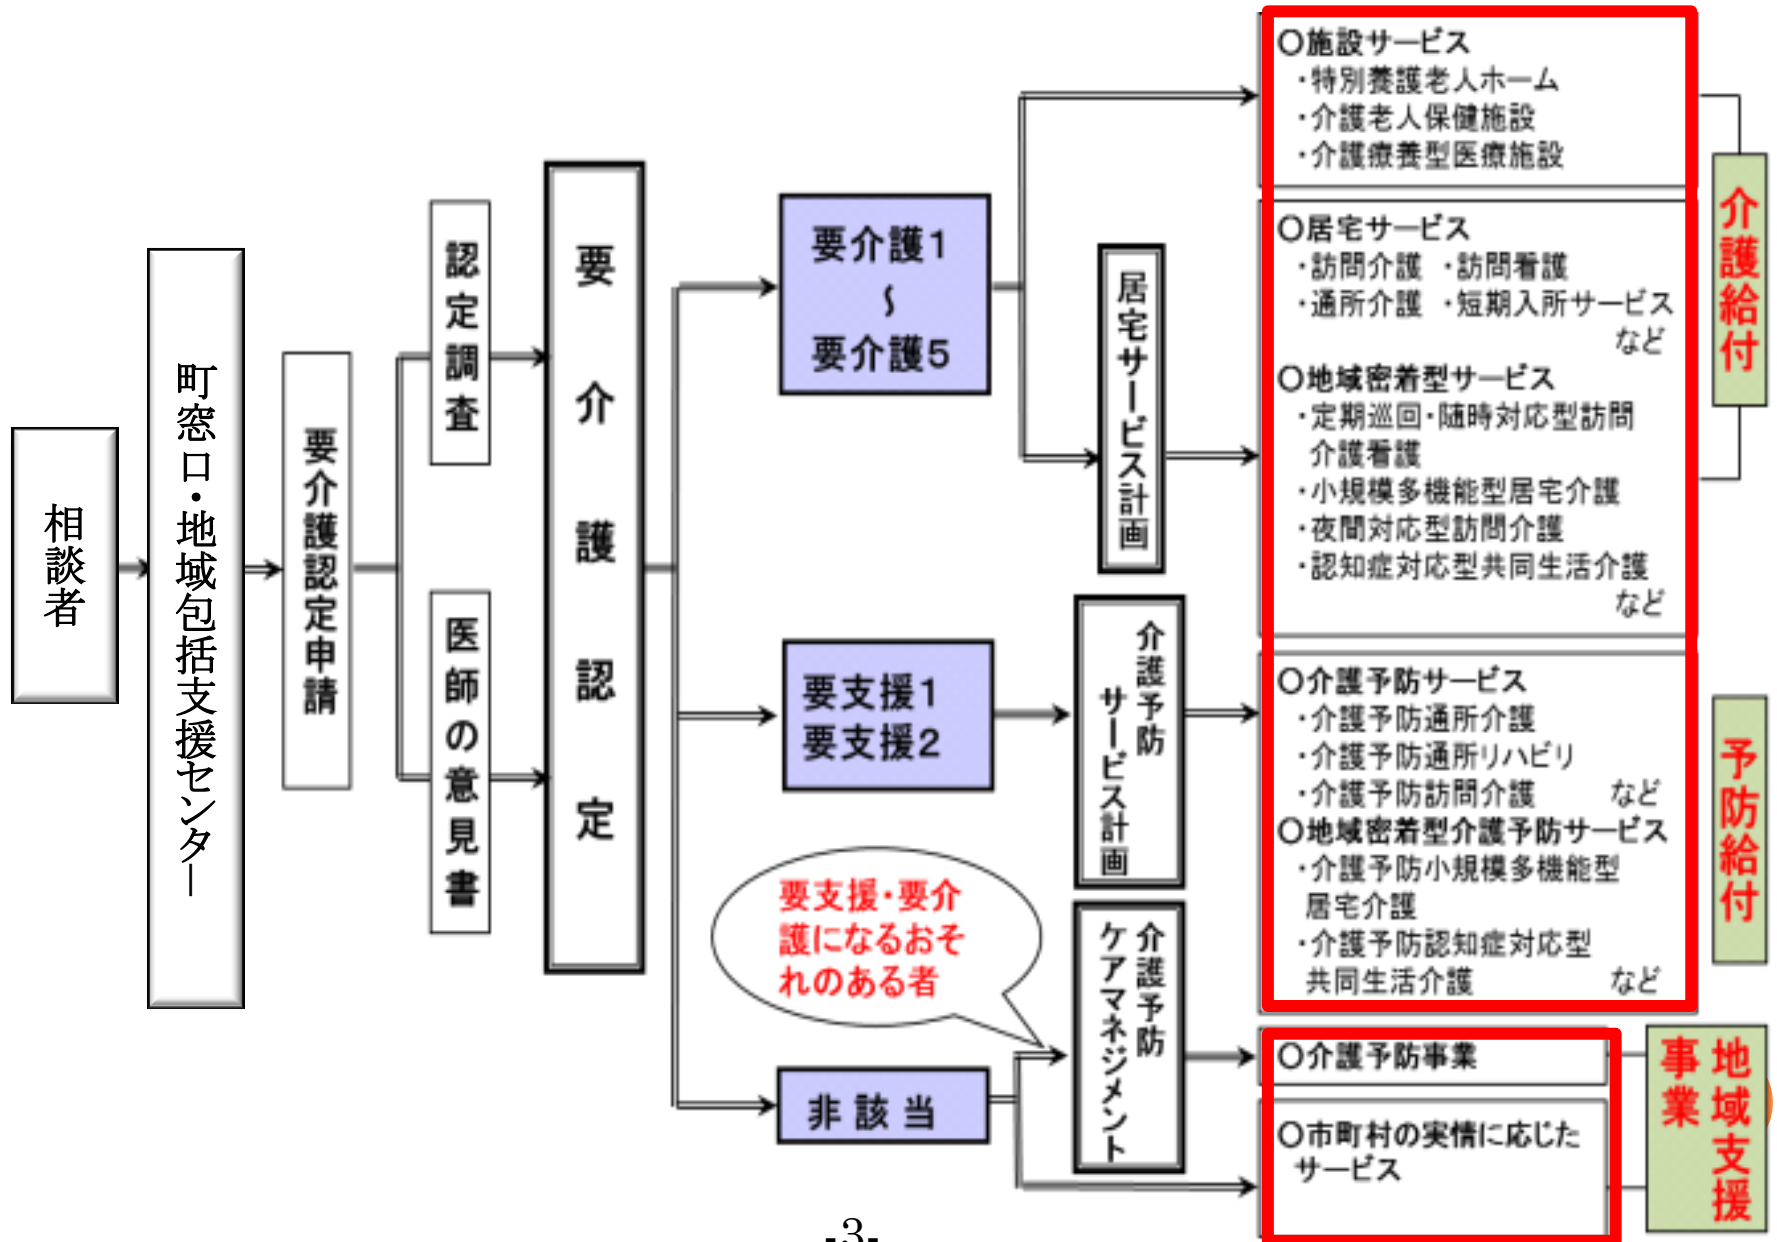 相談者
町窓口・地域包括支援センター
要介護認定申請
認定調査
医師の意見書
要介護認定
要介護1
〜
要介護5
要支援1
要支援2
要支援・要介
護になるおそ
れのある者
非該当
居宅サービス計画
介護予防
サービス計画
介護予防
ケアマネジメント
〇施設サービス
・特別養護老人ホーム
・介護老人保健施設
・介護療養型医療施設
〇居宅サービス
・訪問介護 ・訪問看護
・通所介護 ・短期入所サービス
など
〇地域密着型サービス
・定期巡回・随時対応型訪問
介護看護
・小規模多機能型居宅介護
・夜間対応型訪問介護
・認知症対応型共同生活介護
など
〇介護予防サービス
・介護予防通所介護
・介護予防通所リハビリ
・介護予防訪問介護 など
〇地域密着型介護予防サービス
・介護予防小規模多機能型
居宅介護
・介護予防認知症対応型
共同生活介護 など
〇介護予防事業
〇市町村の実情に応じた
サービス
介護給付
予防給付
地域支援
事業
-3-